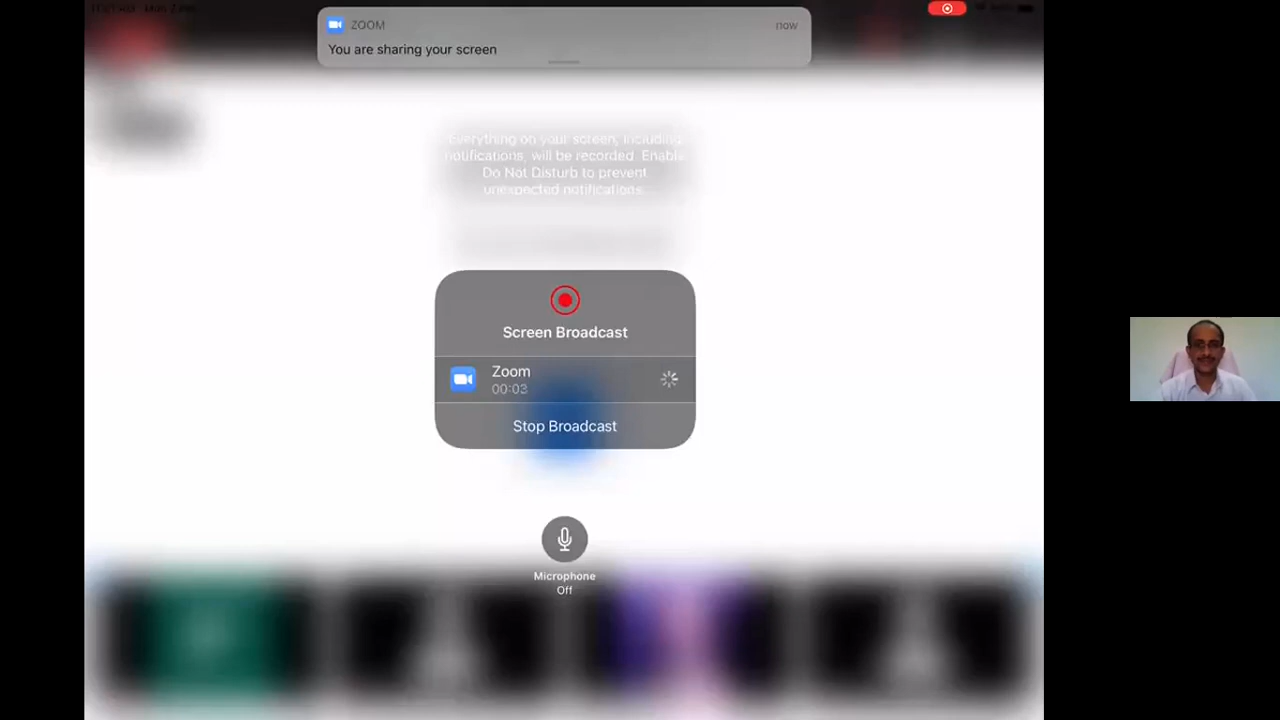 ZOOM
now
You are sharing your screen
Everything on your screen, including
notifications, will be recorded. Enable
Do Not Disturb to prevent
unexpected notifications.
Screen Broadcast
Zoom
00:03
Stop Broadcast
Microphone
Off